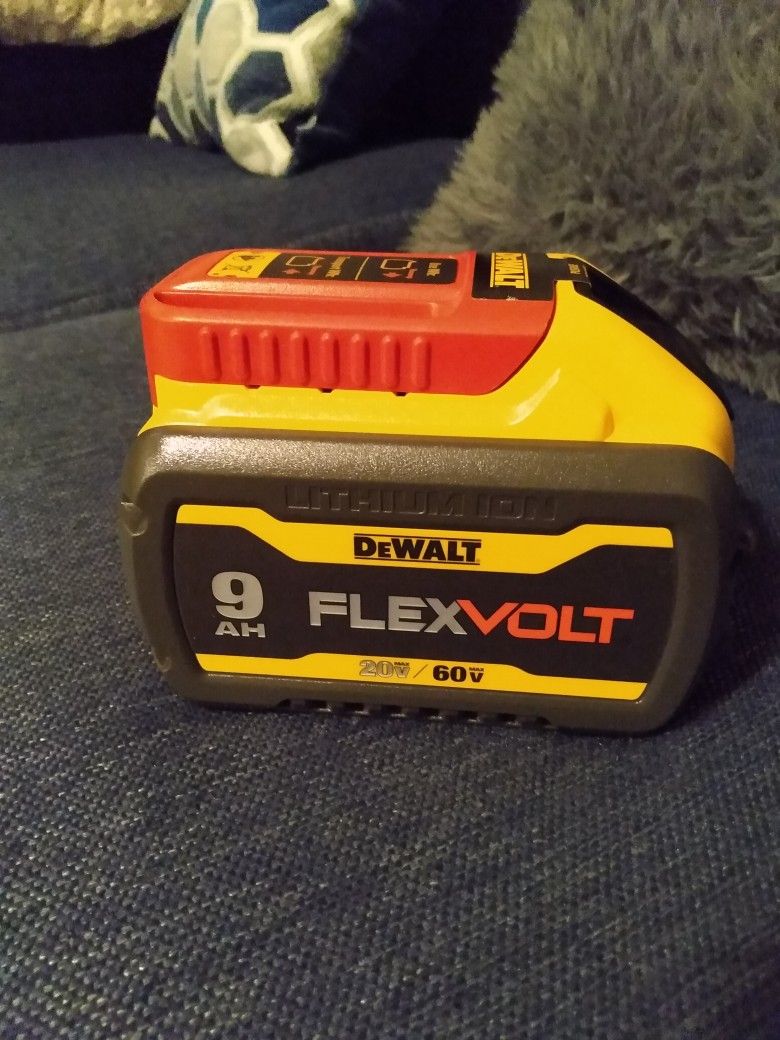 DEWALT
LITHIUM ION
DEWALT
9
AH
FLEXVOLT
20V MAX / 60V MAX